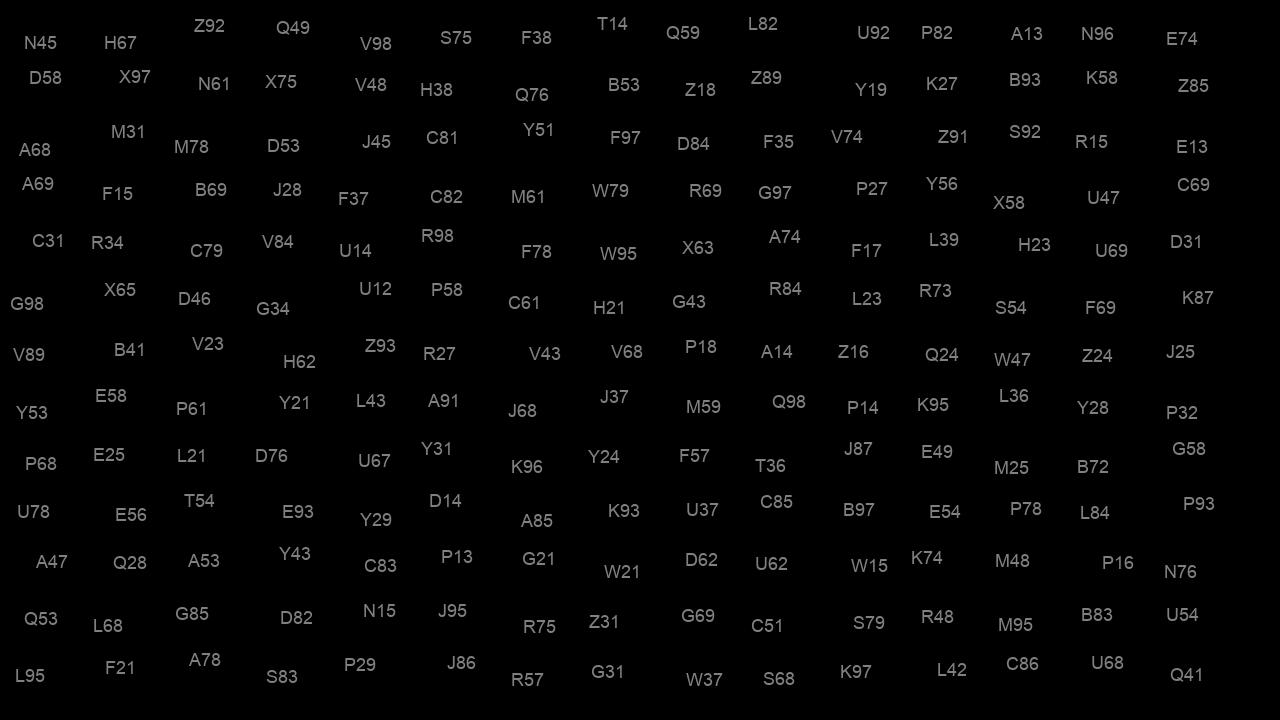 N45 H67 Z92 Q49 V98 S75 F38 T14 Q59 L82 U92 P82 A13 N96 E74
D58 X97 N61 X75 V48 H38 Q76 B53 Z18 Z89 Y19 K27 B93 K58 Z85
A68 M31 M78 D53 J45 C81 Y51 F97 D84 F35 V74 Z91 S92 R15 E13
A69 F15 B69 J28 F37 C82 M61 W79 R69 G97 P27 Y56 X58 U47 C69
C31 R34 C79 V84 U14 R98 F78 W95 X63 A74 F17 L39 H23 U69 D31
G98 X65 D46 G34 U12 P58 C61 H21 G43 R84 L23 R73 S54 F69 K87
V89 B41 V23 H62 Z93 R27 V43 V68 P18 A14 Z16 Q24 W47 Z24 J25
Y53 E58 P61 Y21 L43 A91 J68 J37 M59 Q98 P14 K95 L36 Y28 P32
P68 E25 L21 D76 U67 Y31 K96 Y24 F57 T36 J87 E49 M25 B72 G58
U78 E56 T54 E93 Y29 D14 A85 K93 U37 C85 B97 E54 P78 L84 P93
A47 Q28 A53 Y43 C83 P13 G21 W21 D62 U62 W15 K74 M48 P16 N76
Q53 L68 G85 D82 N15 J95 R75 Z31 G69 C51 S79 R48 M95 B83 U54
L95 F21 A78 S83 P29 J86 R57 G31 W37 S68 K97 L42 C86 U68 Q41